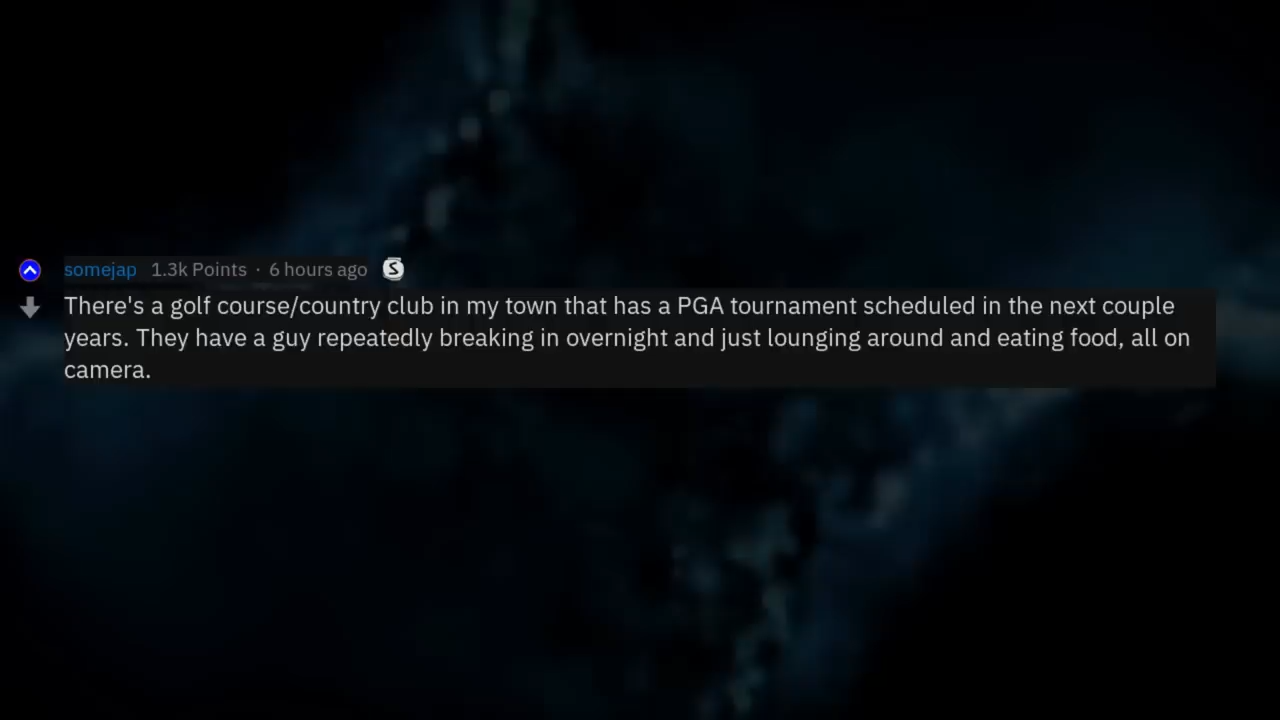 somejap 1.3k Points · 6 hours ago S
There's a golf course/country club in my town that has a PGA tournament scheduled in the next couple
years. They have a guy repeatedly breaking in overnight and just lounging around and eating food, all on
camera.